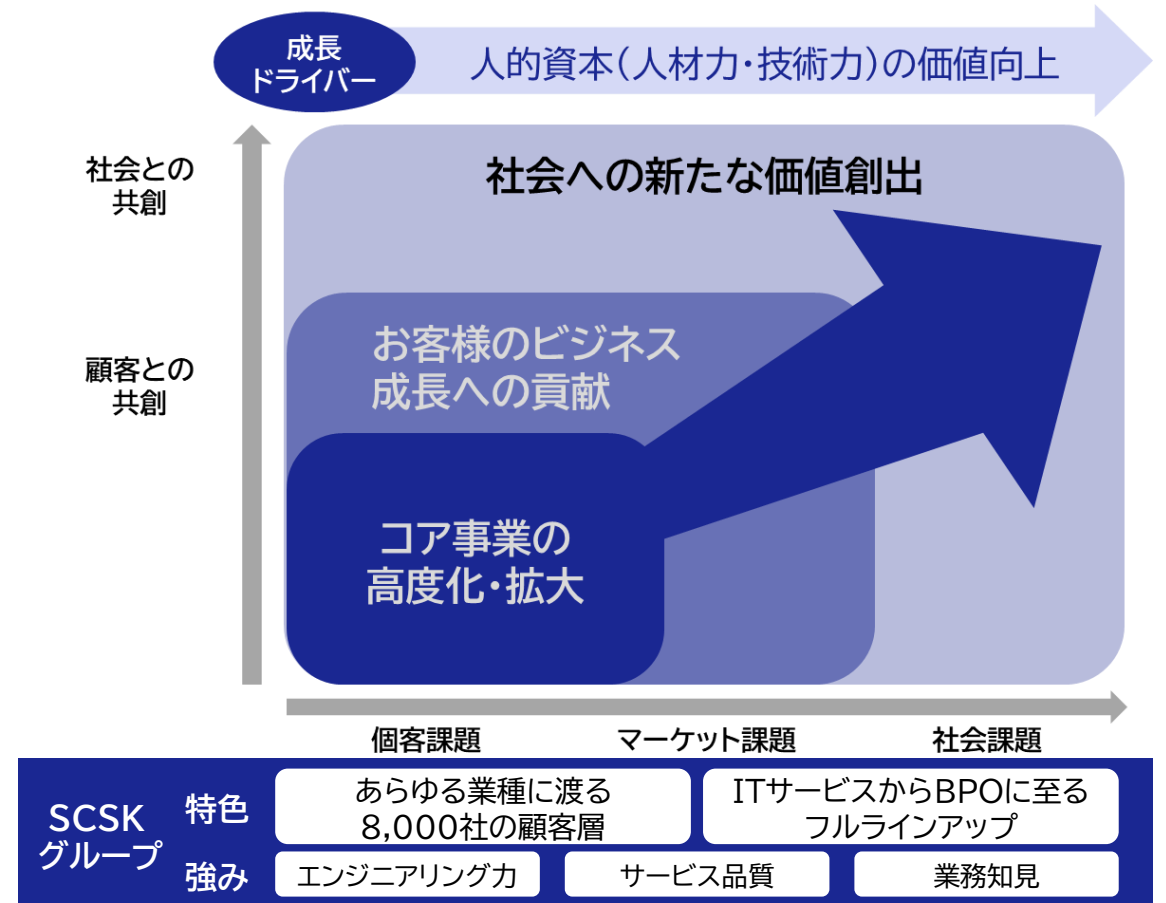 成長
ドライバー
人的資本(人材力・技術力)の価値向上
社会との
共創
社会への新たな価値創出
顧客との
共創
お客様のビジネス
成長への貢献
コア事業の
高度化・拡大
個客課題
マーケット課題
社会課題
SCSK
グループ
特色
あらゆる業種に渡る
8,000社の顧客層
ITサービスからBPOに至る
フルラインアップ
強み
エンジニアリング力
サービス品質
業務知見